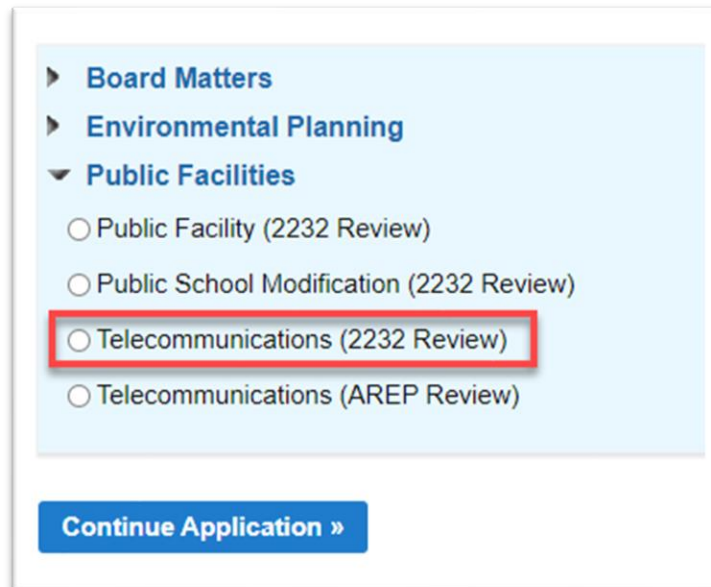 Board Matters
Environmental Planning
Public Facilities
Public Facility (2232 Review)
Public School Modification (2232 Review)
Telecommunications (2232 Review)
Telecommunications (AREP Review)
Continue Application »